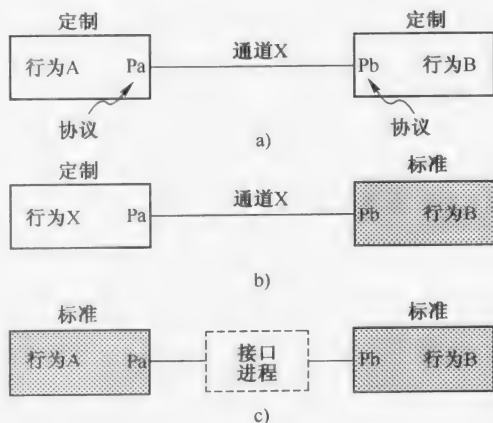 定制
定制
行为A Pa
通道X
Pb 行为B
协议
协议
a)
定制
标准
行为X Pa
通道X
Pb 行为B
b)
标准
标准
行为A Pa
接口
进程
Pb 行为B
c)